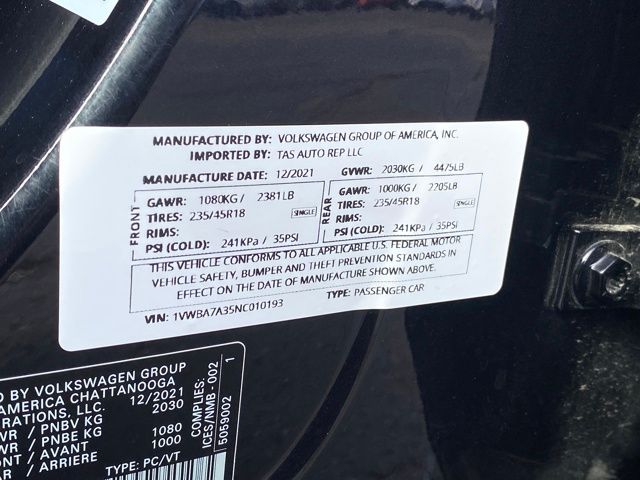 MANUFACTURED BY: VOLKSWAGEN GROUP OF AMERICA, INC.
IMPORTED BY: TAS AUTO REP LLC
MANUFACTURE DATE: 12/2021 GVWR: 2030KG / 4475LB
FRONT
GAWR: 1080KG / 2381LB
TIRES: 235/45R18 SINGLE
RIMS:
PSI (COLD): 241KPa / 35PSI
REAR
GAWR: 1000KG / 2205LB
TIRES: 235/45R18 SINGLE
RIMS:
PSI (COLD): 241KPa / 35PSI
THIS VEHICLE CONFORMS TO ALL APPLICABLE U.S. FEDERAL MOTOR
VEHICLE SAFETY, BUMPER AND THEFT PREVENTION STANDARDS IN
EFFECT ON THE DATE OF MANUFACTURE SHOWN ABOVE.
VIN: 1VWBA7A35NC010193 TYPE: PASSENGER CAR
D BY VOLKSWAGEN GROUP
AMERICA CHATTANOOGA
RATIONS, LLC. 12/2021
WR / PNBV KG 2030
WR / PNBE KG
ONT / AVANT 1080
AR / ARRIERE 1000
TYPE: PC/VT
COMPLIES:
ICES/NMB - 002
5059002 1